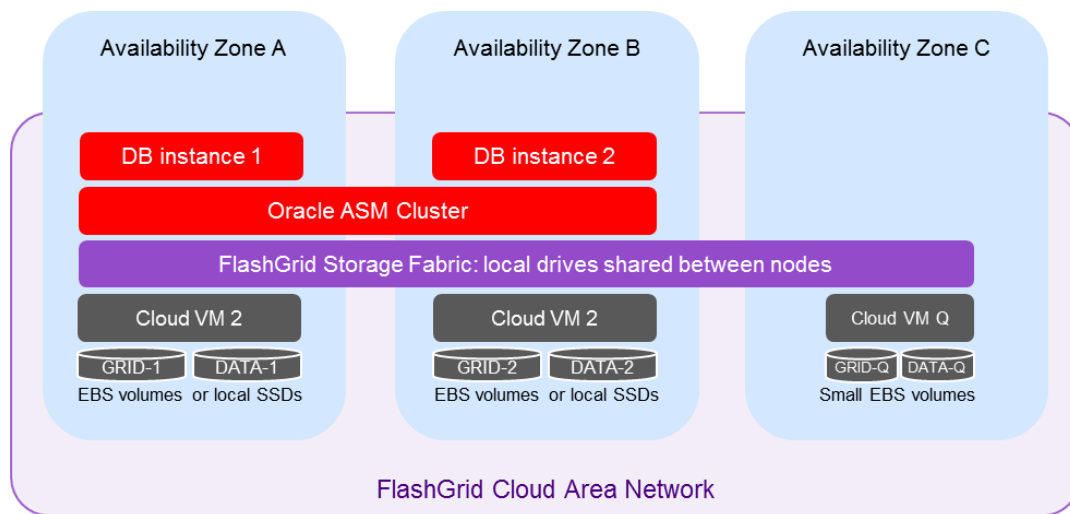 Availability Zone A
Availability Zone B
Availability Zone C
DB instance 1
DB instance 2
Oracle ASM Cluster
FlashGrid Storage Fabric: local drives shared between nodes
Cloud VM 2
Cloud VM 2
Cloud VM Q
GRID-1
DATA-1
GRID-2
DATA-2
GRID-Q
DATA-Q
EBS volumes or local SSDs
EBS volumes or local SSDs
Small EBS volumes
FlashGrid Cloud Area Network